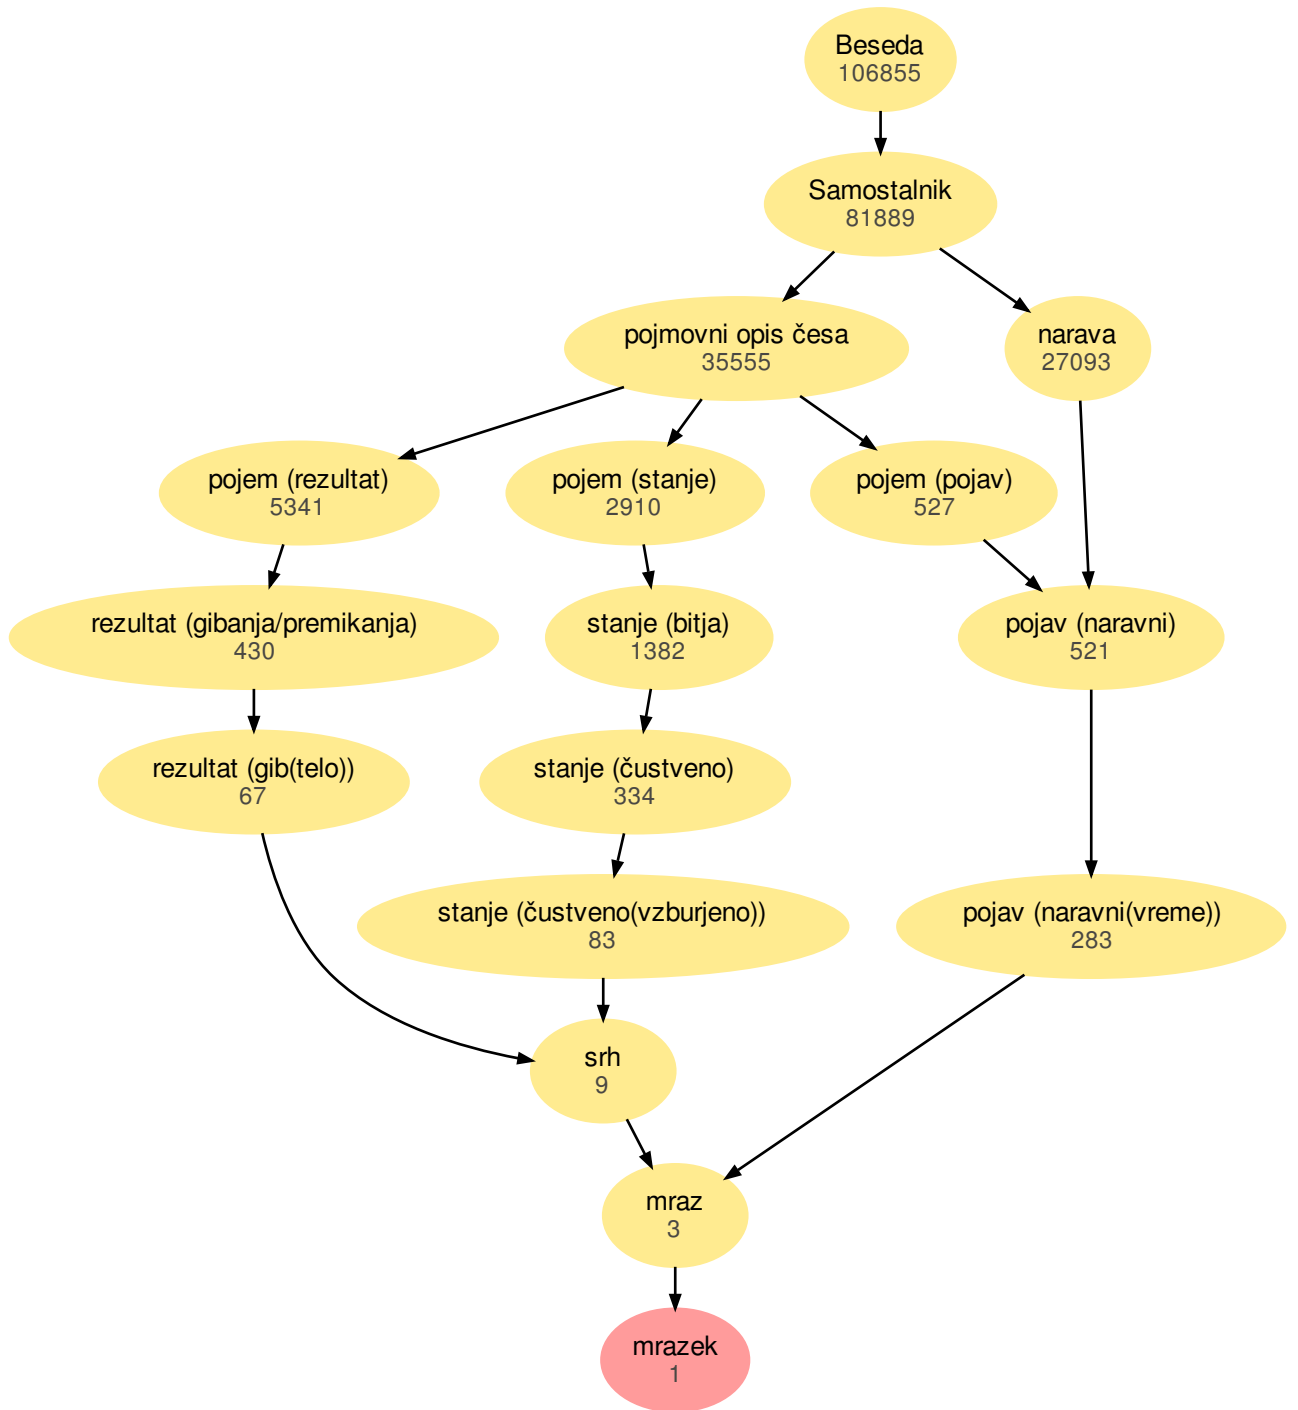 Beseda
106855
Samostalnik
81889
pojmovni opis česa
35555
narava
27093
pojem (rezultat)
5341
pojem (stanje)
2910
pojem (pojav)
527
rezultat (gibanja/premikanja)
430
stanje (bitja)
1382
pojav (naravni)
521
rezultat (gib(telo))
67
stanje (čustveno)
334
stanje (čustveno(vzburjeno))
83
pojav (naravni(vreme))
283
srh
9
mraz
3
mrazek
1